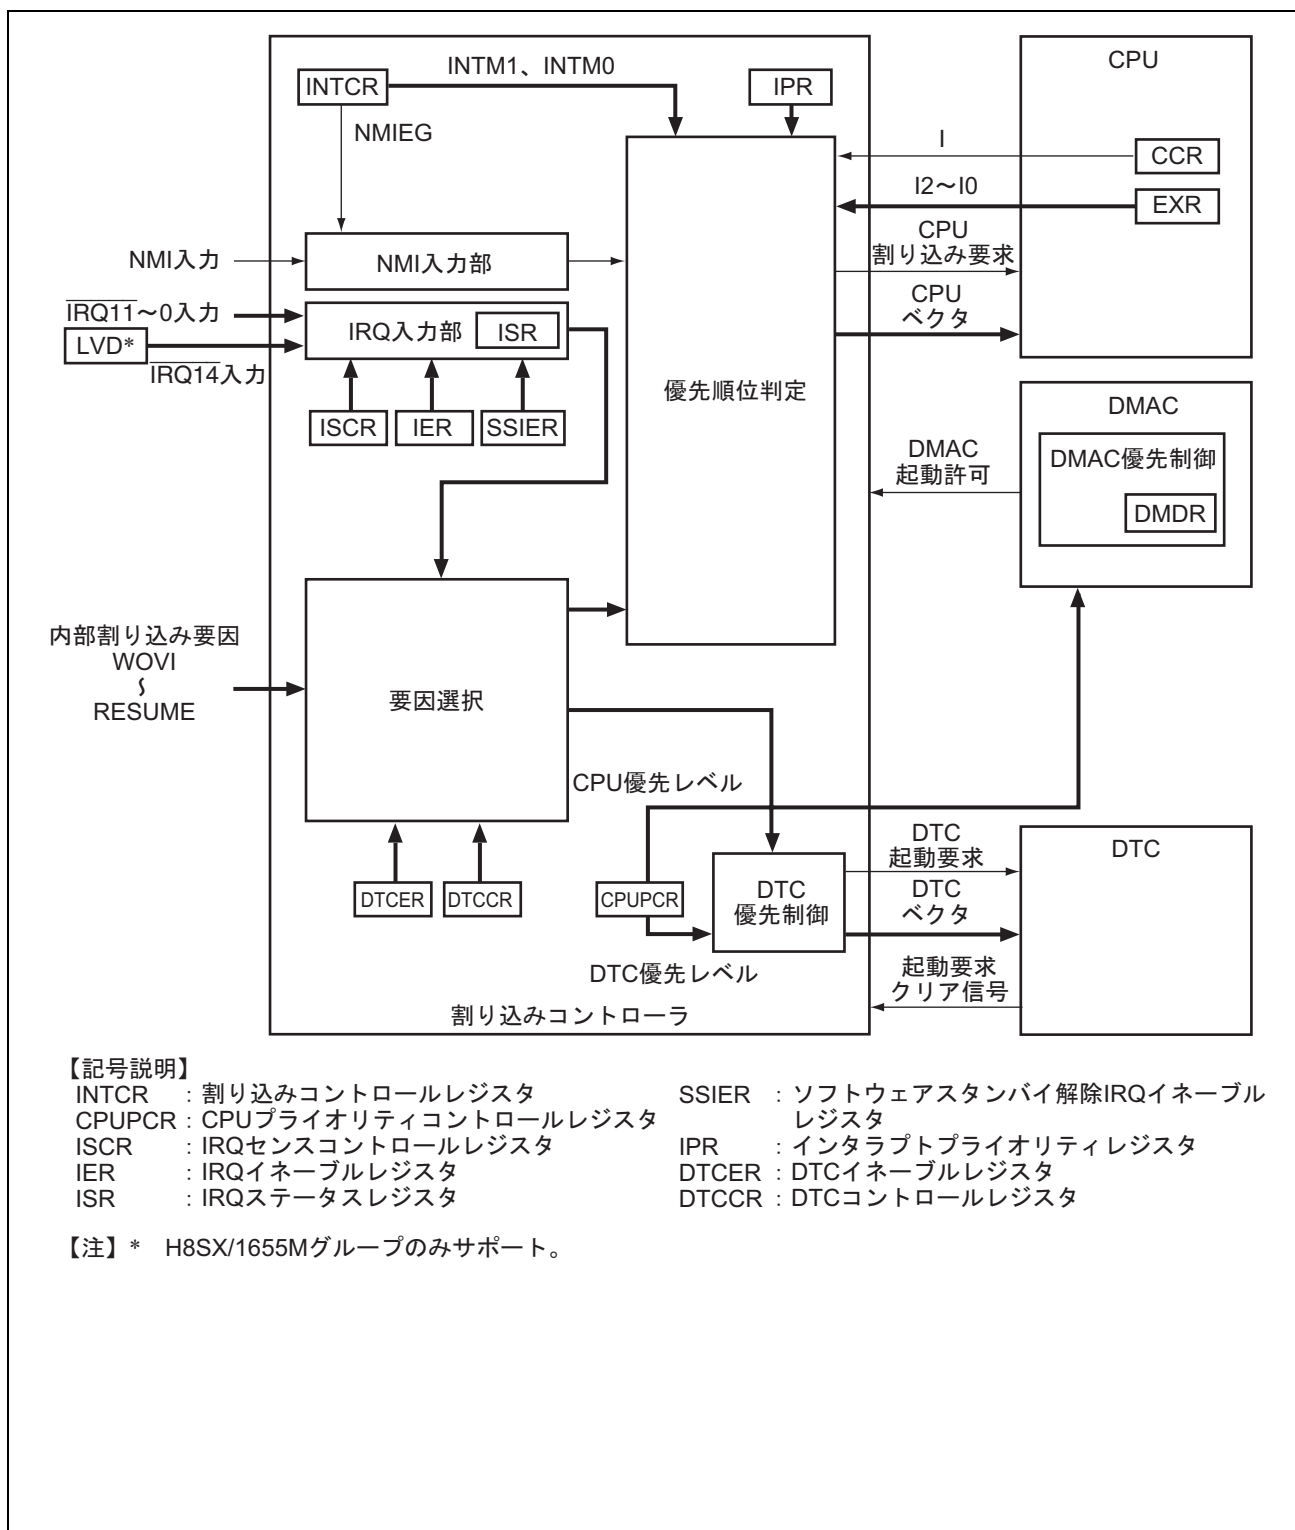 INTCR
INTM1、INTM0
IPR
CPU
NMIEG
I
CCR
I2～I0
EXR
CPU
割り込み要求
CPU
ベクタ
NMI入力
NMI入力部
IRQ11～0入力
IRQ入力部
ISR
LVD*
IRQ14入力
ISCR
IER
SSIER
優先順位判定
DMAC
DMAC優先制御
DMDR
DMAC
起動許可
内部割り込み要因
WOVI
～
RESUME
要因選択
CPU優先レベル
DTCER
DTCCR
CPUPCR
DTC
優先制御
DTC優先レベル
DTC
起動要求
DTC
ベクタ
起動要求
クリア信号
DTC
割り込みコントローラ
【記号説明】
INTCR : 割り込みコントロールレジスタ
CPUPCR : CPUプライオリティコントロールレジスタ
ISCR : IRQセンスコントロールレジスタ
IER : IRQイネーブルレジスタ
ISR : IRQステータスレジスタ
SSIER : ソフトウェアスタンバイ解除IRQイネーブル
レジスタ
IPR : インタラプトプライオリティレジスタ
DTCER : DTCイネーブルレジスタ
DTCCR : DTCコントロールレジスタ
【注】* H8SX/1655Mグループのみサポート。